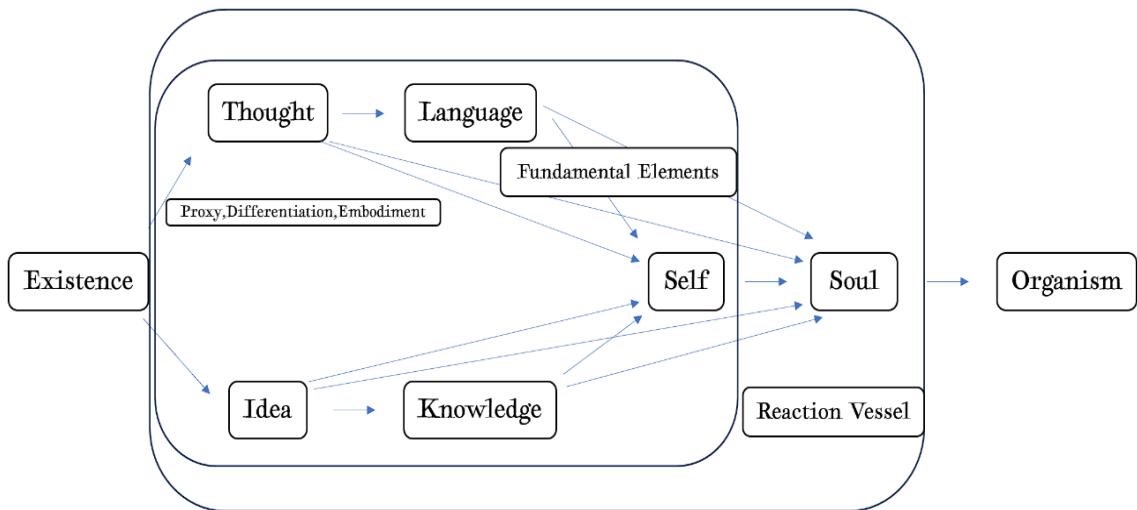 Thought
Language
Fundamental Elements
Proxy,Differentiation,Embodiment
Existence
Self
Soul
Organism
Idea
Knowledge
Reaction Vessel